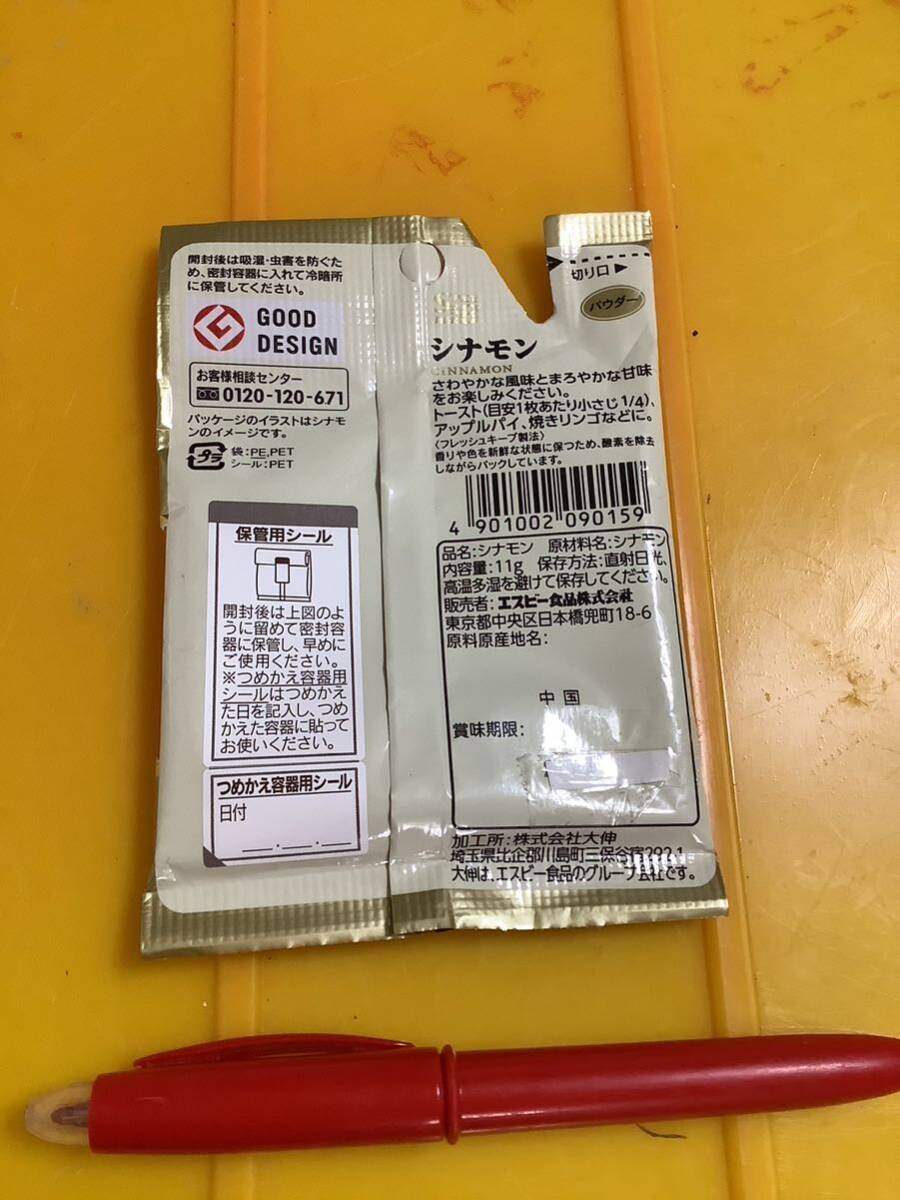 開封後は吸湿・虫害を防ぐた
め、密封容器に入れて冷暗所
に保管してください。
GOOD
DESIGN
お客様相談センター
0120-120-671
パッケージのイラストはシナモ
ンのイメージです。
プラ
袋:PE,PET
シール:PET
保管用シール
開封後は上図のよ
うに留めて密封容
器に保管し、早めに
ご使用ください。
※つめかえ容器用
シールはつめかえ
た日を記入し、つめ
かえた容器に貼って
お使いください。
つめかえ容器用シール
日付
切り口▶
パウダー
シナモン
CINNAMON
さわやかな風味とまろやかな甘味
をお楽しみください。
トースト(目安1枚あたり小さじ1/4)、
アップルパイ、焼きリンゴなどに。
〈フレッシュキープ製法〉
香りや色を新鮮な状態に保つため、酸素を除去
しながらパックしています。
4 901002 090159
品名:シナモン 原材料名:シナモン
内容量:11g 保存方法:直射日光、
高温多湿を避けて保存してください。
販売者:エスビー食品株式会社
東京都中央区日本橋兜町18-6
原料原産地名:
中国
賞味期限:
加工所:株式会社大伸
埼玉県比企郡川島町三保谷宿292-1
大伸は、エスビー食品のグループ会社です。